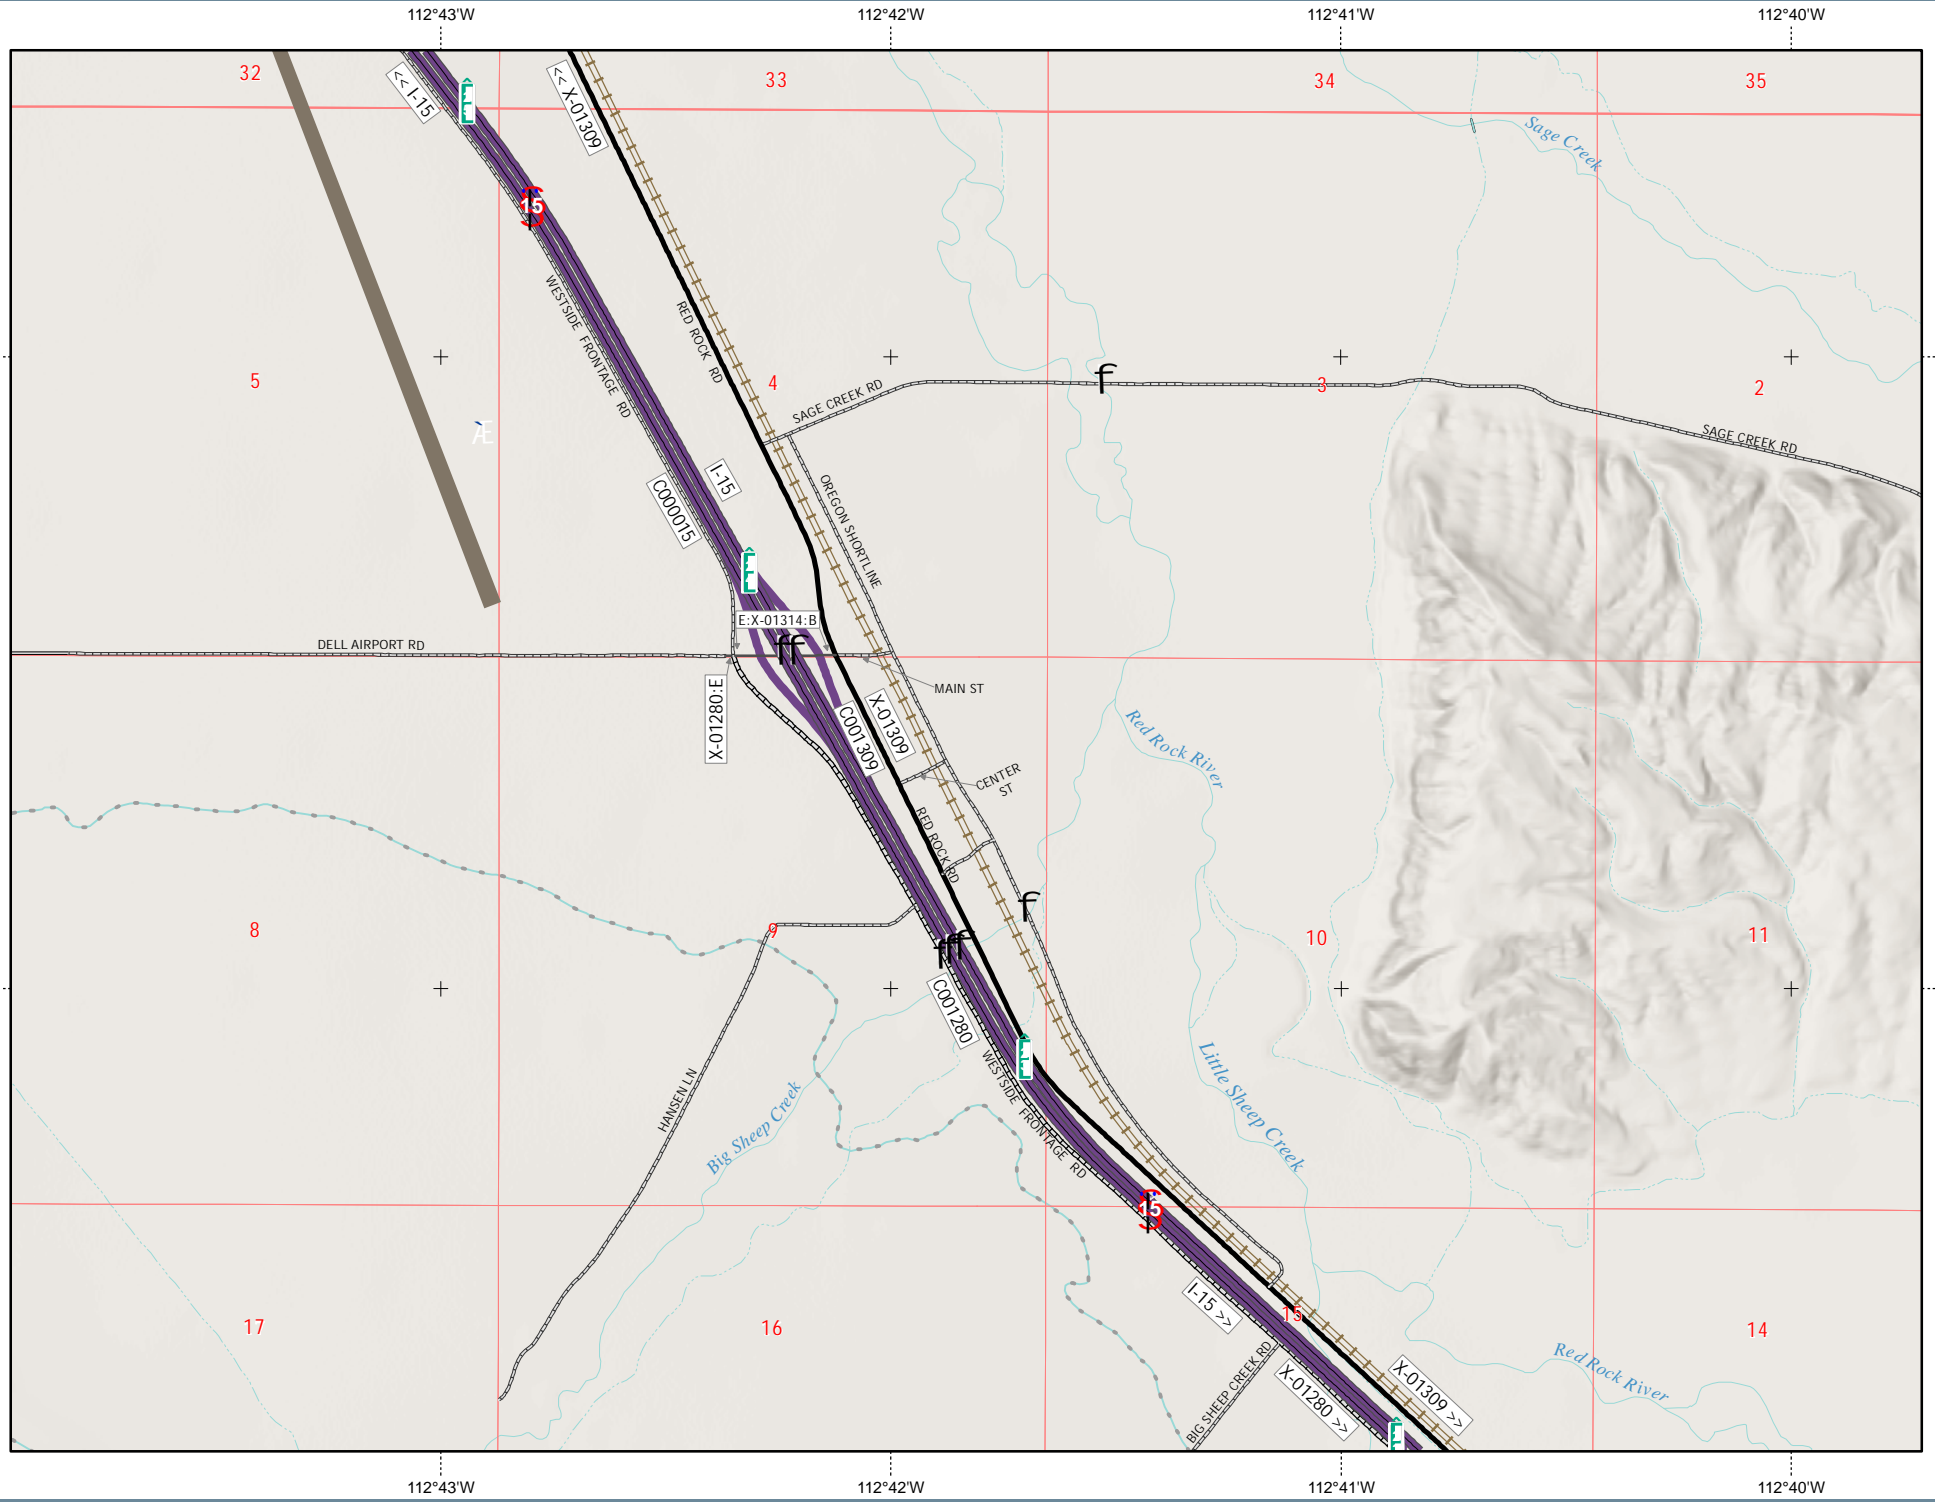 112°43'W
112°42'W
112°41'W
112°40'W
32
33
34
35
<< I-15
<< X-01309
Sage Creek
15
WESTSIDE FRONTAGE RD
RED ROCK RD
5
4
3
2
SAGE CREEK RD
SAGE CREEK RD
Æ
f
I-15
C000015
OREGON SHORTLINE
E:X-01314:B
ff
DELL AIRPORT RD
MAIN ST
X-01280:E
X-01309
C001309
Red Rock River
CENTER
ST
RED ROCK RD
f
8
9
10
11
fff
C001280
WESTSIDE FRONTAGE RD
HANSEN LN
Big Sheep Creek
Little Sheep Creek
15
I-15 >>
15
17
16
14
BIG SHEEP CREEK RD
X-01280 >>
X-01309 >>
Red Rock River
112°43'W
112°42'W
112°41'W
112°40'W